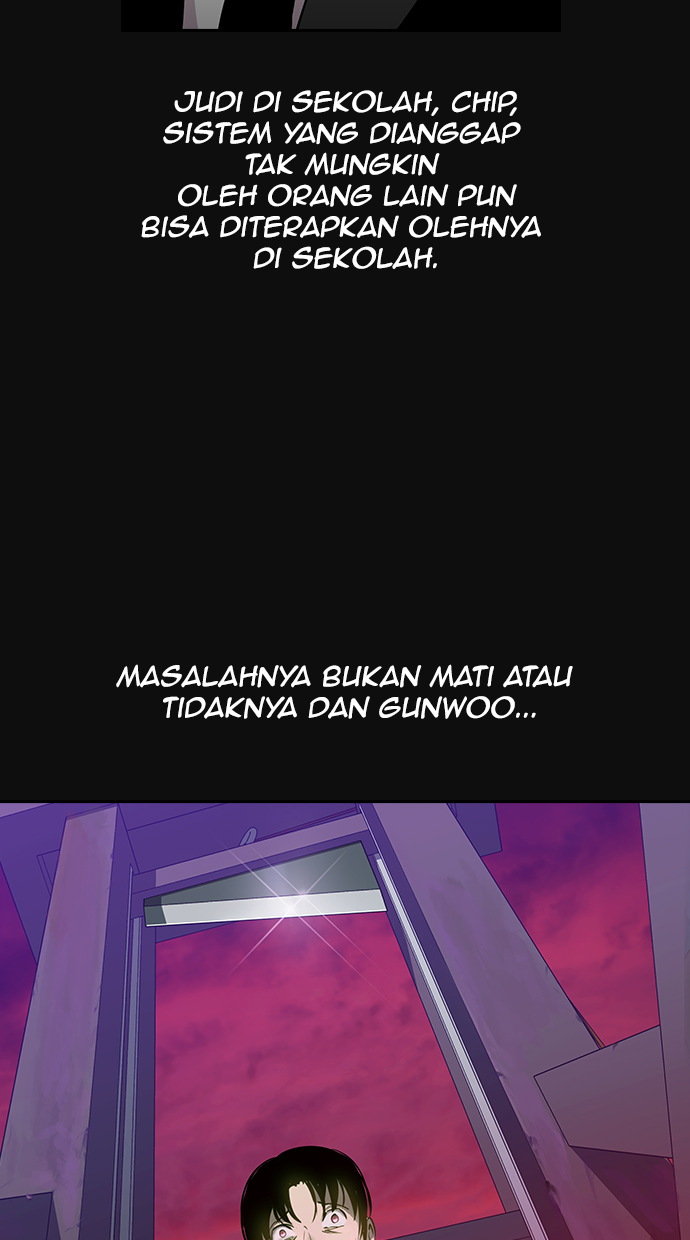 JUDI DI SEKOLAH, CHIP,
SISTEM YANG DIANGGAP
TAK MUNGKIN
OLEH ORANG LAIN PUN
BISA DITERAPKAN OLEHNYA
DI SEKOLAH.
MASALAHNYA BUKAN MATI ATAU
TIDAKNYA DAN GUNWOO...